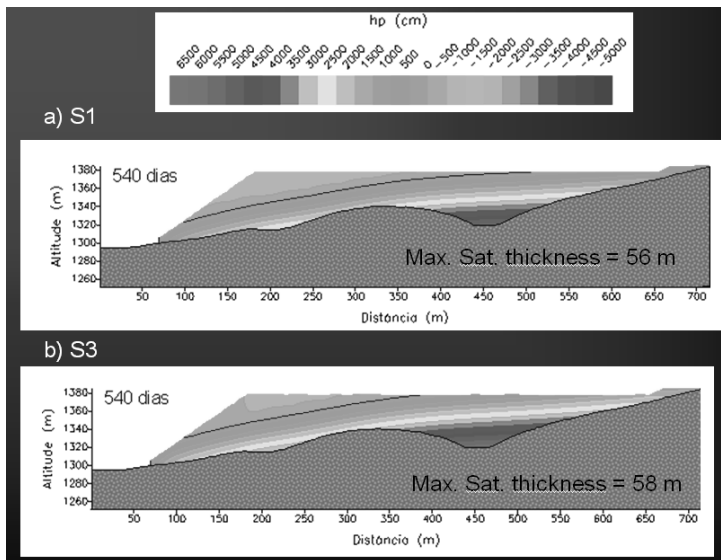 hp (cm)
6500 6000 5500 5000 4500 4000 3500 3000 2500 2000 1500 1000 500 0 -500 -1000 -1500 -2000 -2500 -3000 -3500 -4000 -4500 -5000
a) S1
Altitude (m)
1380
1360
1340
1320
1300
1280
1260
540 dias
Max. Sat. thickness = 56 m
50 100 150 200 250 300 350 400 450 500 550 600 650 700
Distância (m)
b) S3
Altitude (m)
1380
1360
1340
1320
1300
1280
1260
540 dias
Max. Sat. thickness = 58 m
50 100 150 200 250 300 350 400 450 500 550 600 650 700
Distância (m)